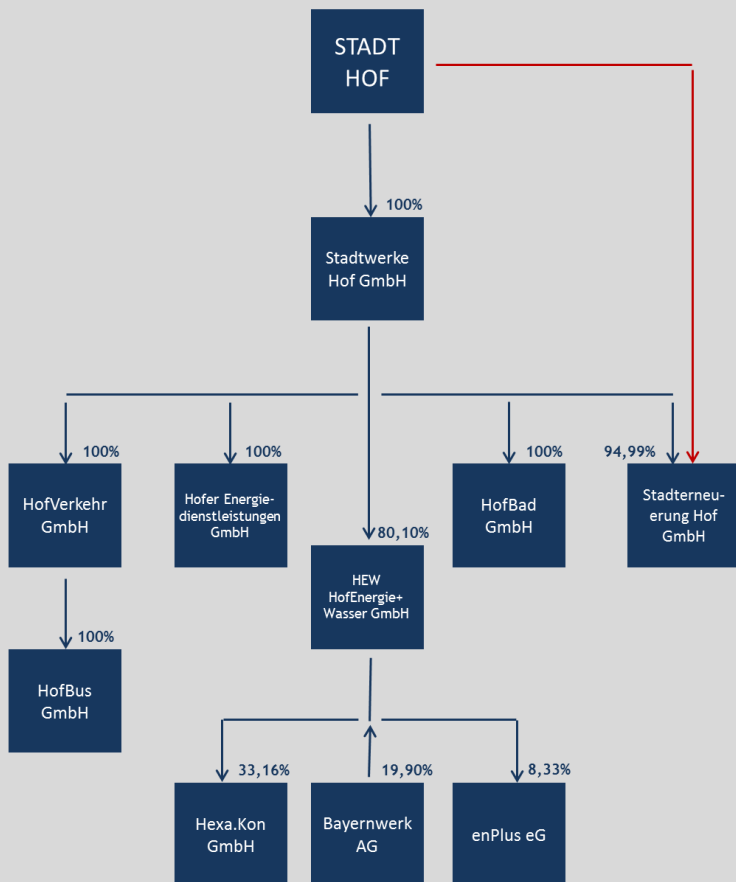 STADT
HOF
100%
Stadtwerke
Hof GmbH
100%
100%
100%
94,99%
HofVerkehr
GmbH
Hofer Energie-
dienstleistungen
GmbH
HofBad
GmbH
Stadterneu-
erung Hof
GmbH
80,10%
HEW
HofEnergie+
Wasser GmbH
100%
HofBus
GmbH
33,16%
19,90%
8,33%
Hexa.Kon
GmbH
Bayernwerk
AG
enPlus eG